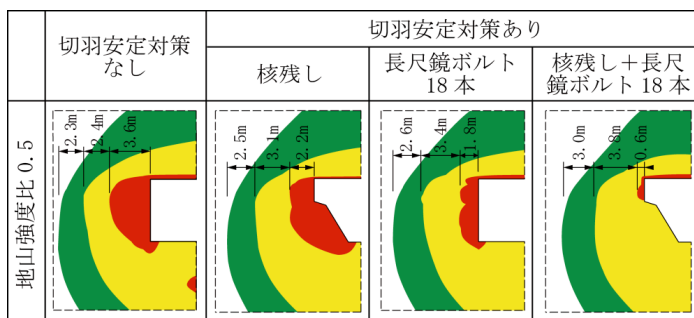 切羽安定対策
なし
切羽安定対策あり
核残し
長尺鏡ボルト
18本
核残し＋長尺
鏡ボルト18本
地山強度比0.5
2.3m
2.4m
3.6m
2.5m
3.1m
2.2m
2.6m
3.4m
1.8m
3.0m
3.8m
0.6m